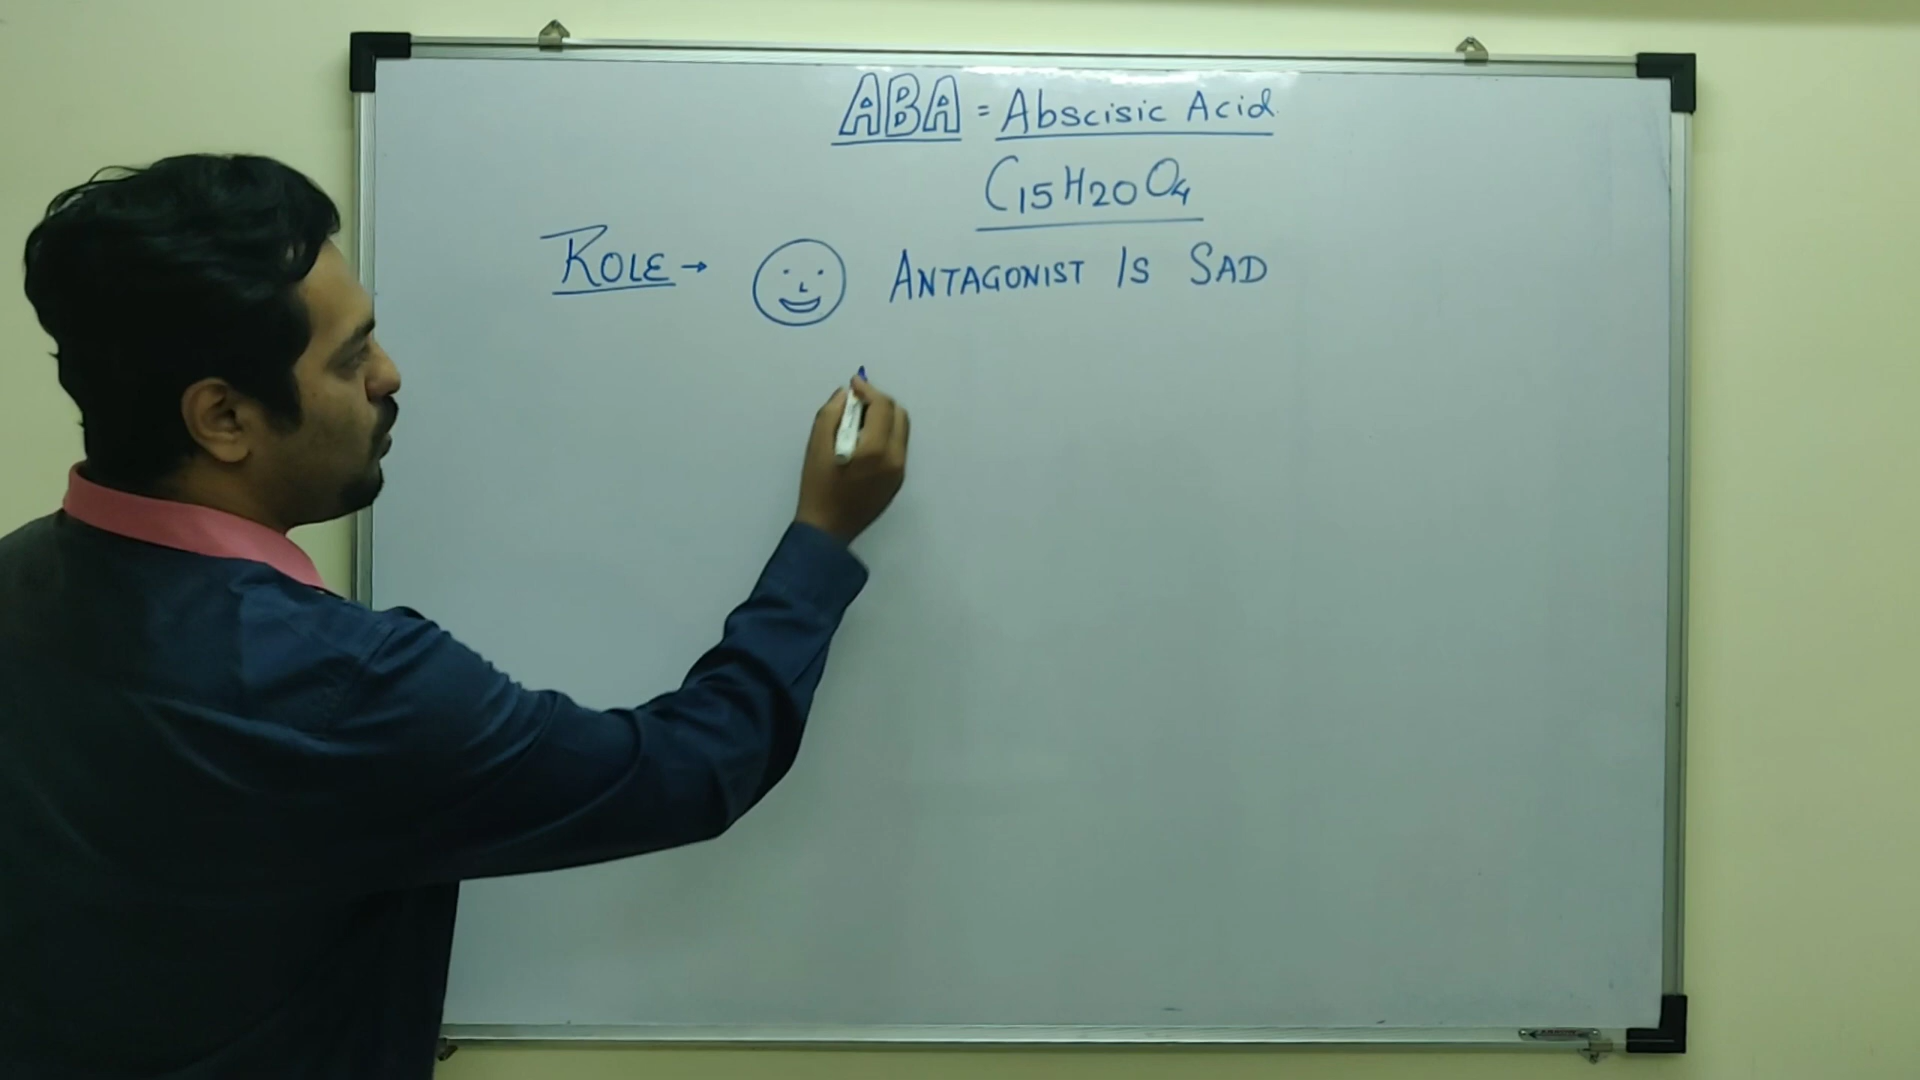 ABA = Abscisic Acid
C15H20O4
ROLE → ANTAGONIST IS SAD